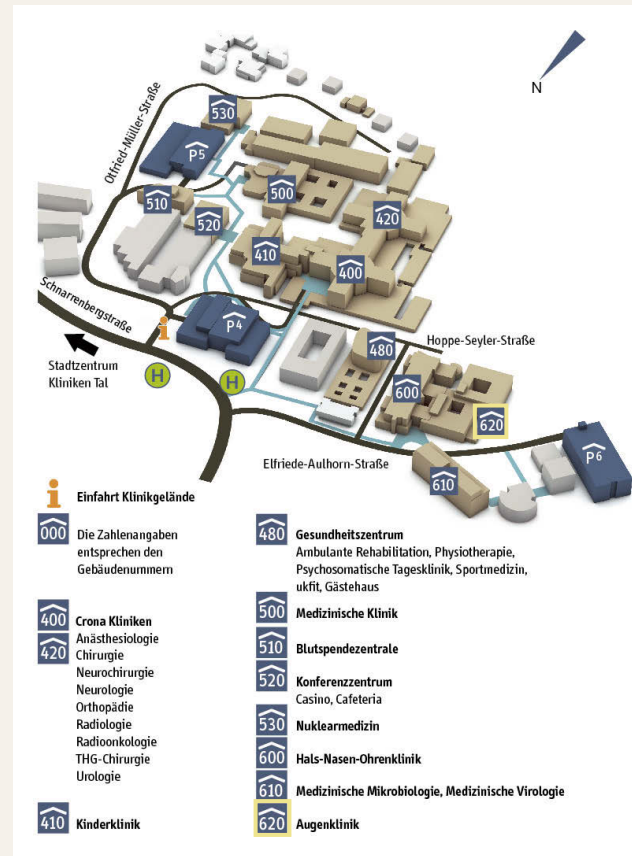 N
530
Otfried-Müller-Straße
P5
500
510
420
520
410
400
Schnarrenbergstraße
P4
i
Hoppe-Seyler-Straße
480
Stadtzentrum
Kliniken Tal
H
H
600
620
Elfriede-Aulhorn-Straße
P6
610
i Einfahrt Klinikgelände
000 Die Zahlenangaben
entsprechen den
Gebäudenummern
400 Crona Kliniken
420 Anästhesiologie
Chirurgie
Neurochirurgie
Neurologie
Orthopädie
Radiologie
Radioonkologie
THG-Chirurgie
Urologie
410 Kinderklinik
480 Gesundheitszentrum
Ambulante Rehabilitation, Physiotherapie,
Psychosomatische Tagesklinik, Sportmedizin,
ukfit, Gästehaus
500 Medizinische Klinik
510 Blutspendezentrale
520 Konferenzzentrum
Casino, Cafeteria
530 Nuklearmedizin
600 Hals-Nasen-Ohrenklinik
610 Medizinische Mikrobiologie, Medizinische Virologie
620 Augenklinik